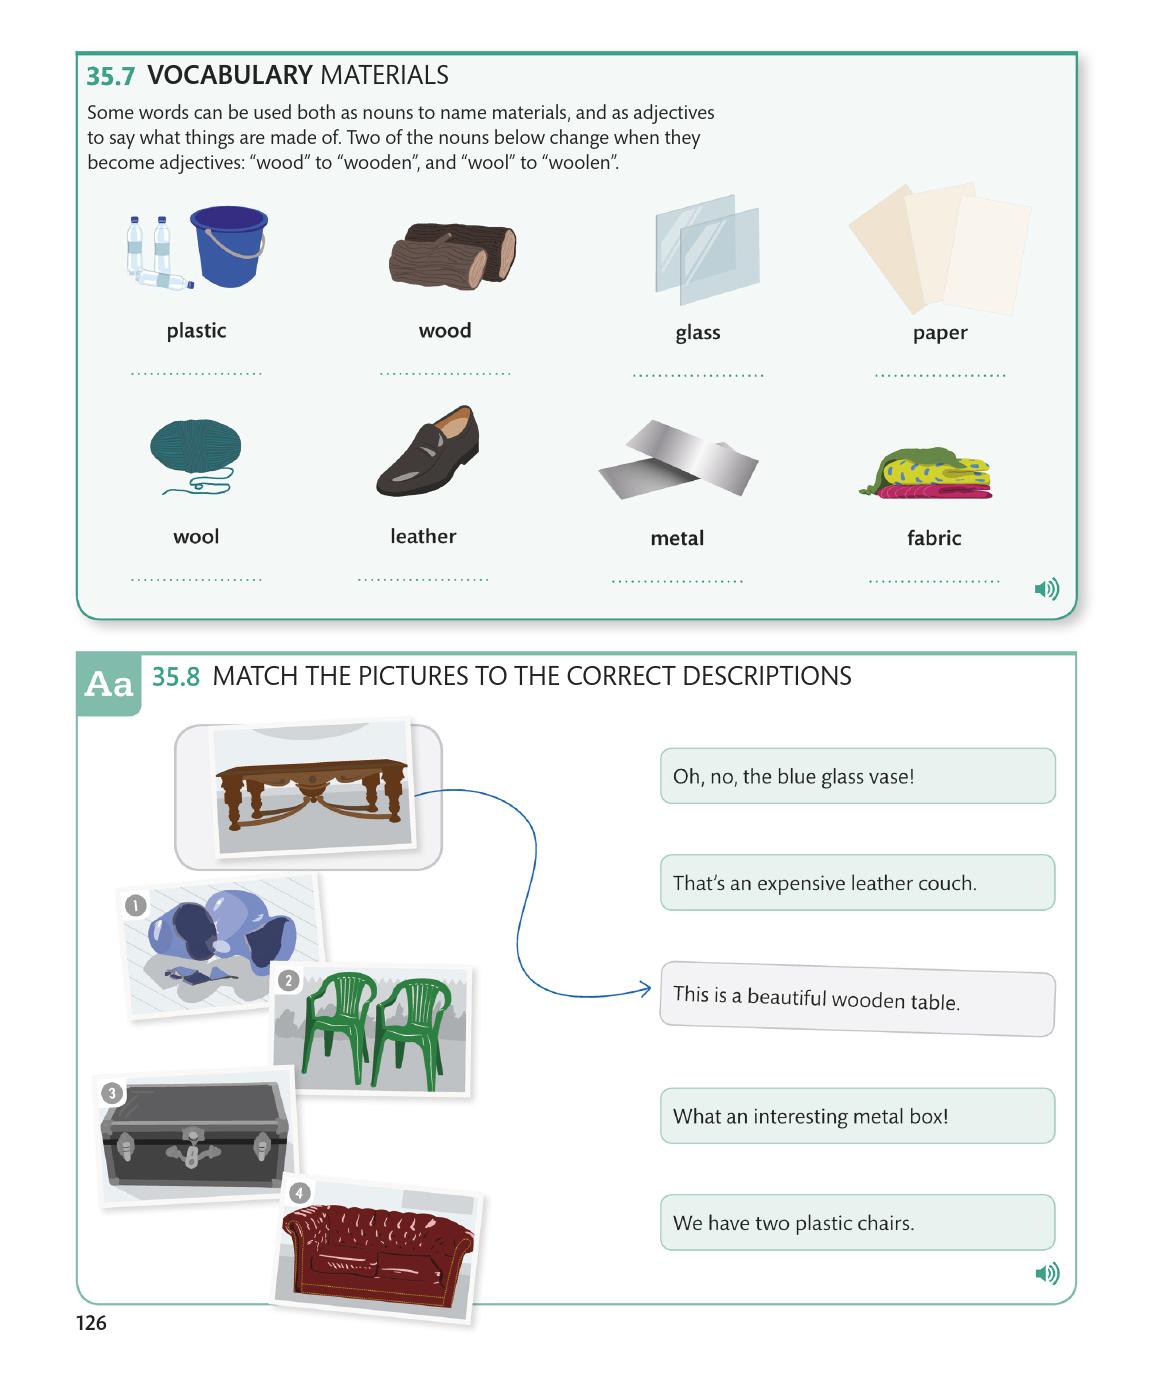 35.7 VOCABULARY MATERIALS
Some words can be used both as nouns to name materials, and as adjectives
to say what things are made of. Two of the nouns below change when they
become adjectives: “wood” to “wooden”, and “wool” to “woolen”.
plastic
wood
glass
paper
wool
leather
metal
fabric
Aa 35.8 MATCH THE PICTURES TO THE CORRECT DESCRIPTIONS
1
2
3
4
Oh, no, the blue glass vase!
That’s an expensive leather couch.
This is a beautiful wooden table.
What an interesting metal box!
We have two plastic chairs.
126